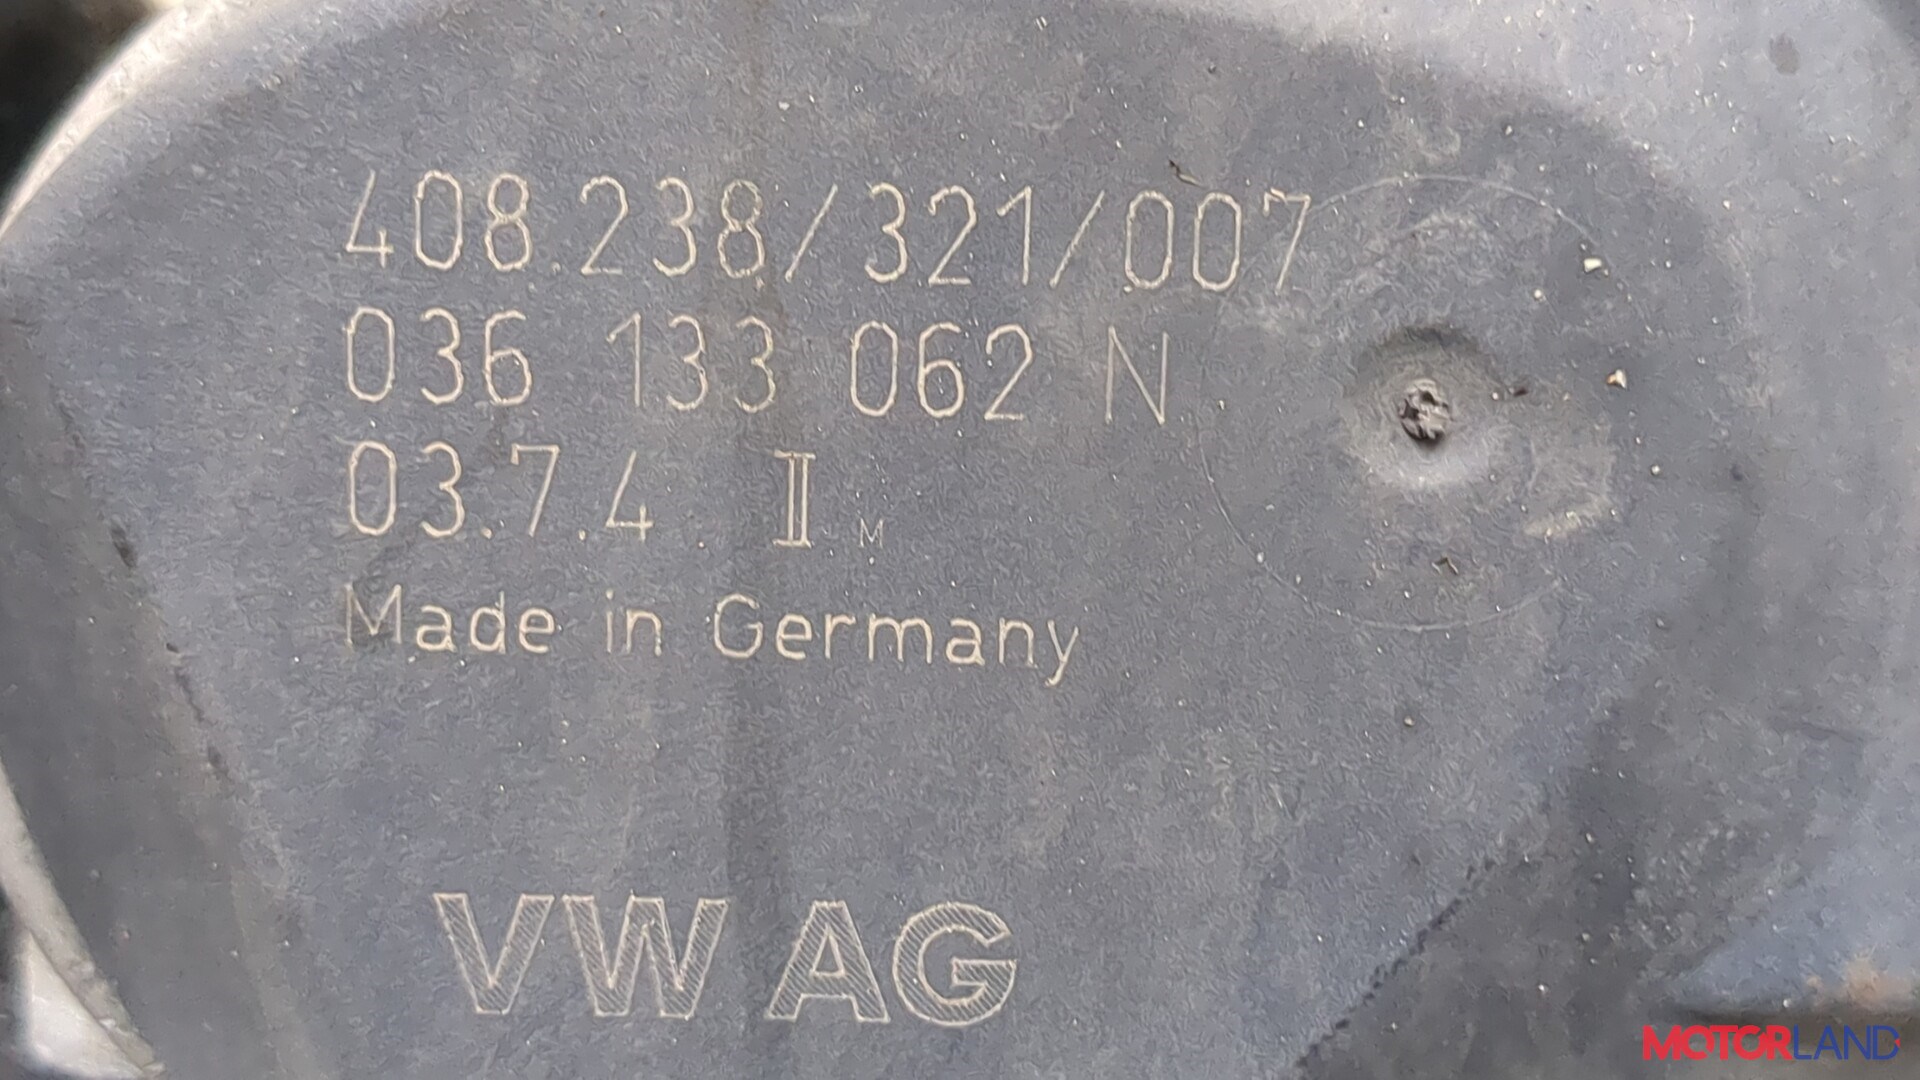 408.238/321/007
036 133 062 N
03.7.4 II M
Made in Germany
VW AG
MOTORLAND